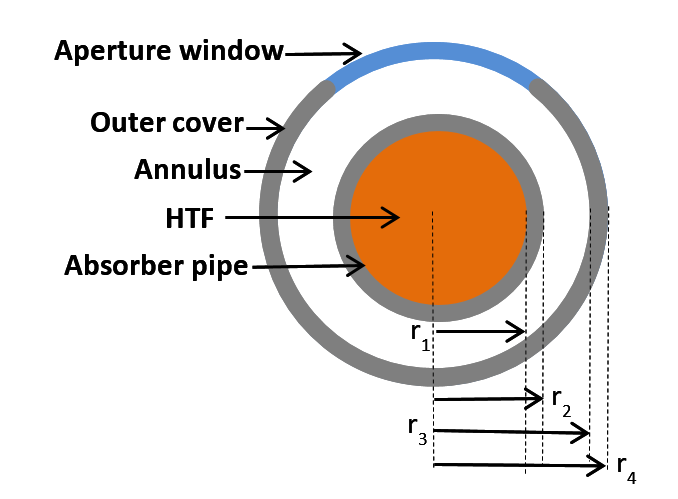 Aperture window
Outer cover
Annulus
HTF
Absorber pipe
r1
r2
r3
r4